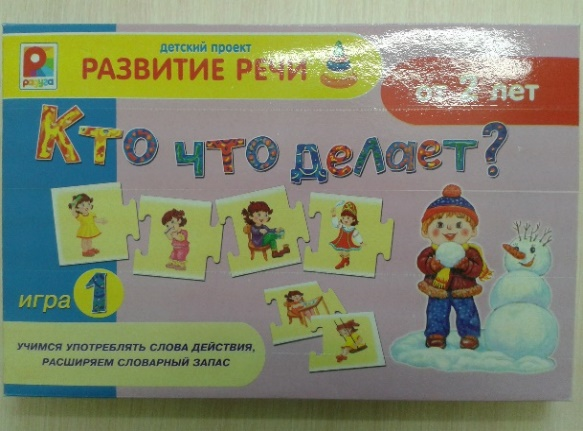 радуга
детский проект
РАЗВИТИЕ РЕЧИ
от 2 лет
Кто что делает?
игра 1
УЧИМСЯ УПОТРЕБЛЯТЬ СЛОВА ДЕЙСТВИЯ,
РАСШИРЯЕМ СЛОВАРНЫЙ ЗАПАС